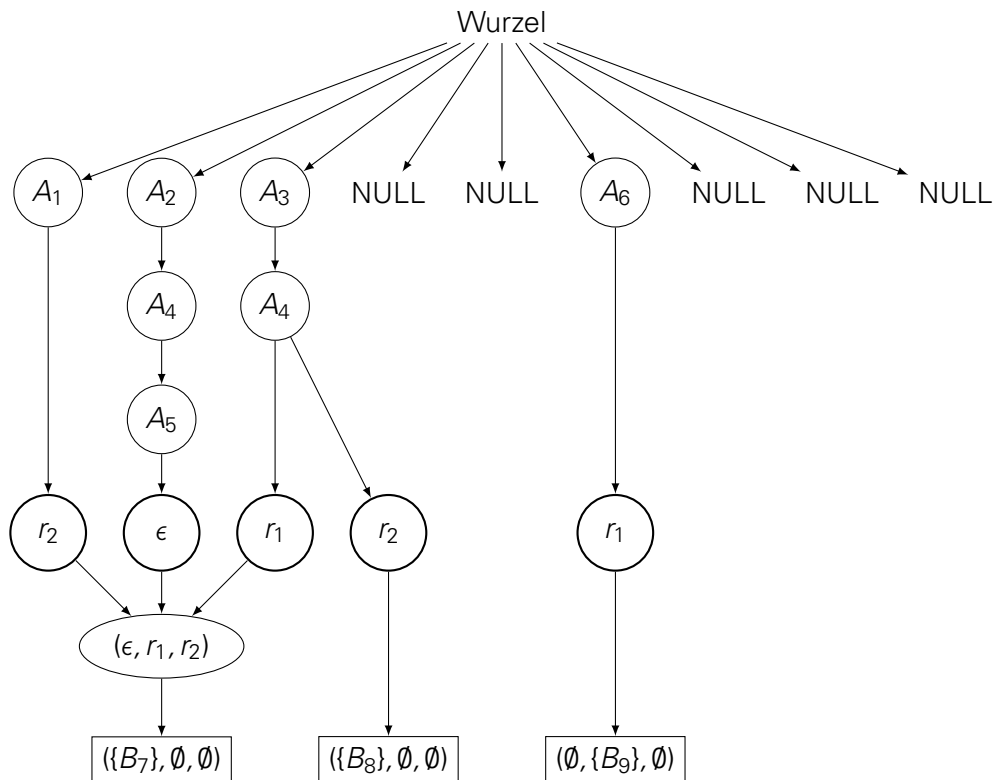 Wurzel
A₁ A₂ A₃ NULL NULL A₆ NULL NULL NULL
A₄ A₄
A₅
r₂ ϵ r₁ r₂ r₁
(ϵ, r₁, r₂)
({B₇}, ∅, ∅) ({B₈}, ∅, ∅) (∅, {B₉}, ∅)